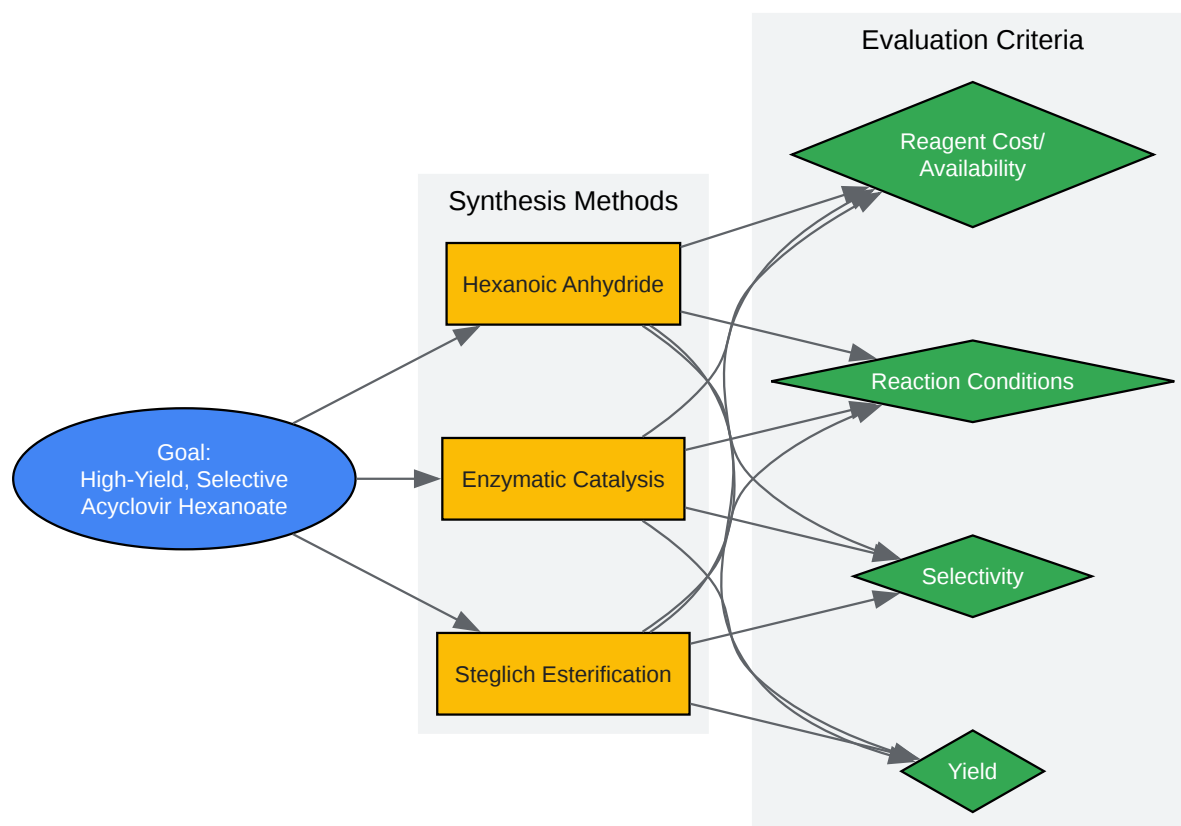 Evaluation Criteria
Reagent Cost/
Availability
Synthesis Methods
Hexanoic Anhydride
Reaction Conditions
Goal:
High-Yield, Selective
Acyclovir Hexanoate
Enzymatic Catalysis
Selectivity
Steglich Esterification
Yield